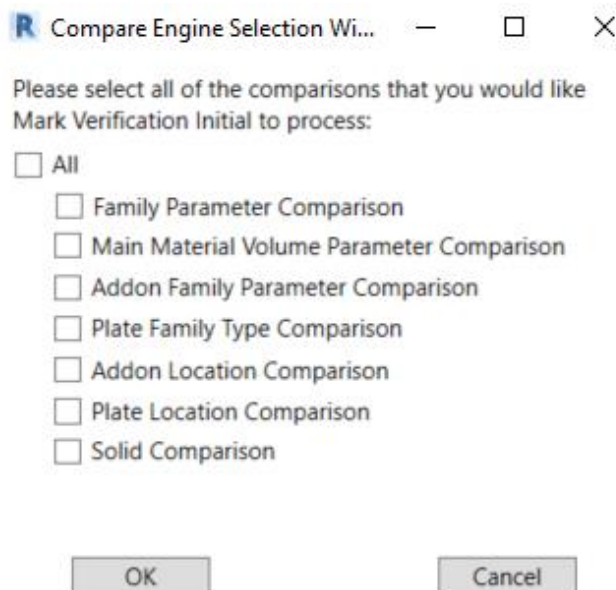 R Compare Engine Selection Wi...
Please select all of the comparisons that you would like
Mark Verification Initial to process:
All
Family Parameter Comparison
Main Material Volume Parameter Comparison
Addon Family Parameter Comparison
Plate Family Type Comparison
Addon Location Comparison
Plate Location Comparison
Solid Comparison
OK Cancel